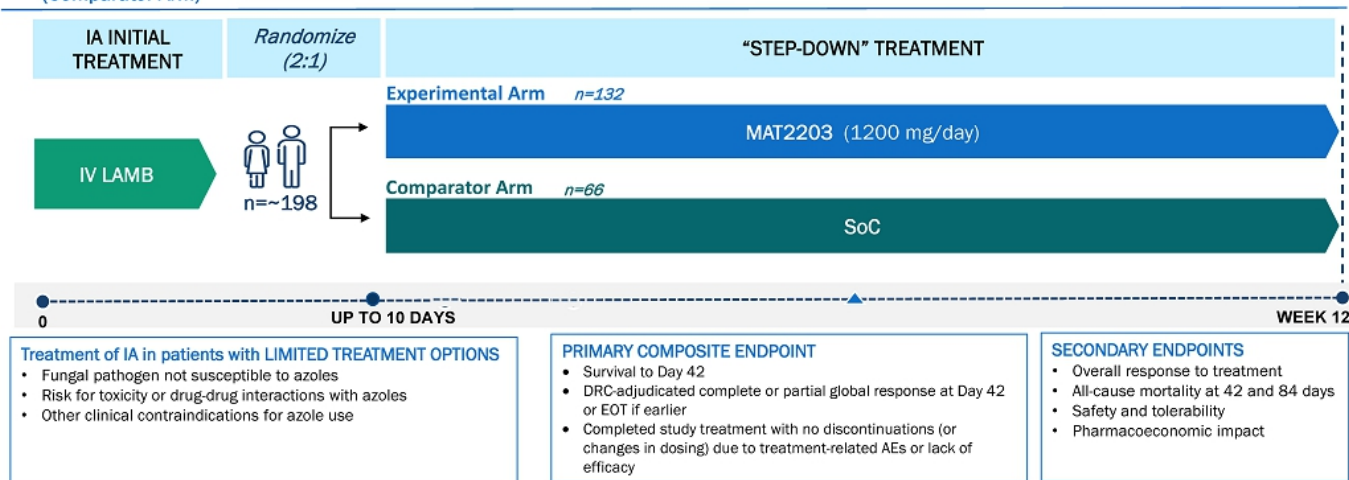 IA INITIAL
TREATMENT
Randomize
(2:1)
"STEP-DOWN" TREATMENT
Experimental Arm n=132
MAT2203 (1200 mg/day)
IV LAMB
n=~198
Comparator Arm n=66
SoC
0
UP TO 10 DAYS
WEEK 12
Treatment of IA in patients with LIMITED TREATMENT OPTIONS
• Fungal pathogen not susceptible to azoles
• Risk for toxicity or drug-drug interactions with azoles
• Other clinical contraindications for azole use
PRIMARY COMPOSITE ENDPOINT
• Survival to Day 42
• DRC-adjudicated complete or partial global response at Day 42
or EOT if earlier
• Completed study treatment with no discontinuations (or
changes in dosing) due to treatment-related AEs or lack of
efficacy
SECONDARY ENDPOINTS
• Overall response to treatment
• All-cause mortality at 42 and 84 days
• Safety and tolerability
• Pharmacoeconomic impact